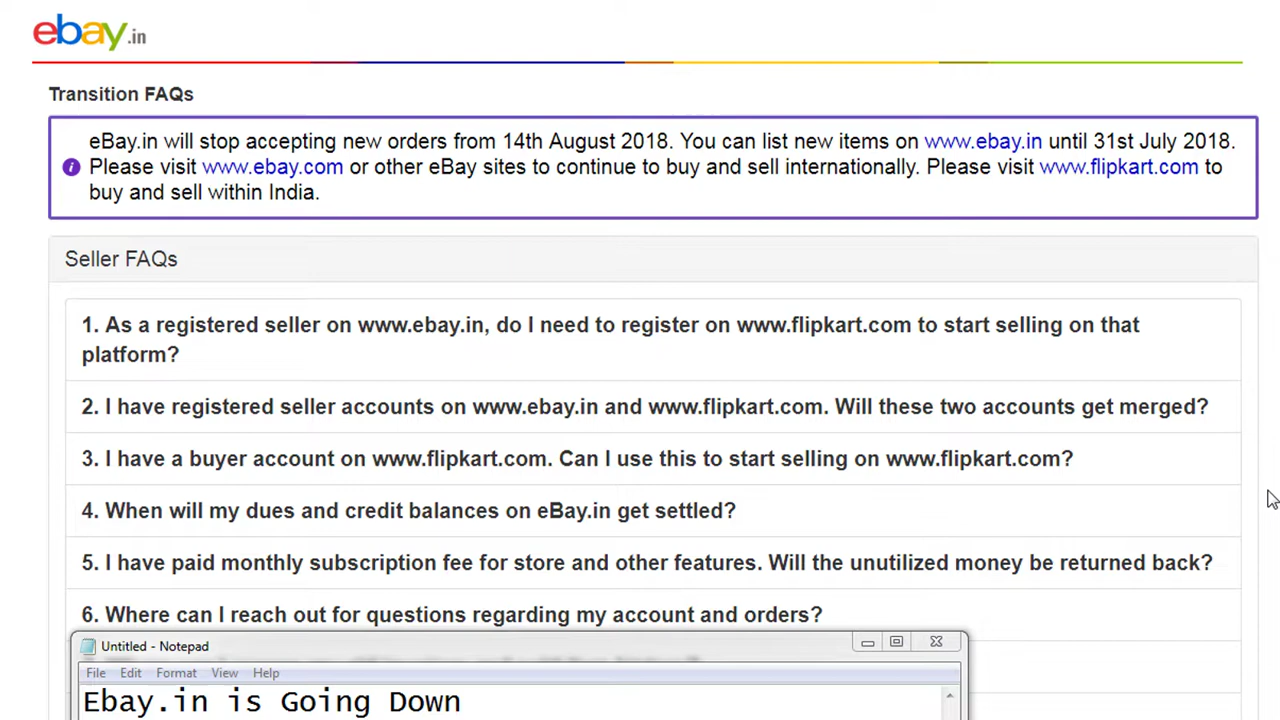 ebay.in
Transition FAQs
eBay.in will stop accepting new orders from 14th August 2018. You can list new items on www.ebay.in until 31st July 2018.
Please visit www.ebay.com or other eBay sites to continue to buy and sell internationally. Please visit www.flipkart.com to
buy and sell within India.
Seller FAQs
1. As a registered seller on www.ebay.in, do I need to register on www.flipkart.com to start selling on that
platform?
2. I have registered seller accounts on www.ebay.in and www.flipkart.com. Will these two accounts get merged?
3. I have a buyer account on www.flipkart.com. Can I use this to start selling on www.flipkart.com?
4. When will my dues and credit balances on eBay.in get settled?
5. I have paid monthly subscription fee for store and other features. Will the unutilized money be returned back?
6. Where can I reach out for questions regarding my account and orders?
Untitled - Notepad
File Edit Format View Help
Ebay.in is Going Down